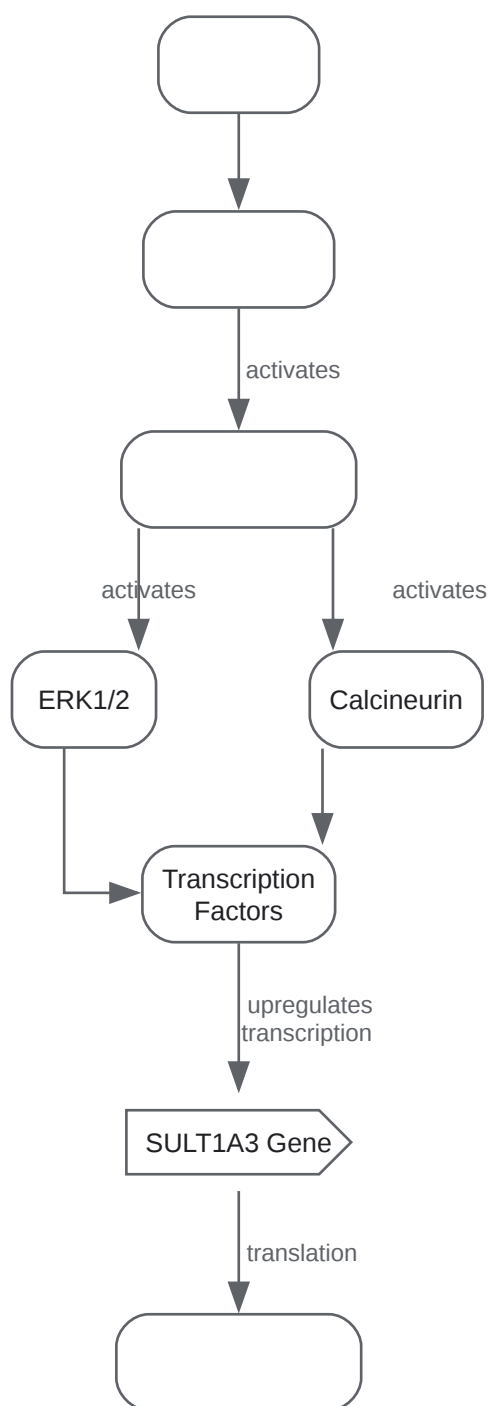 activates
activates
activates
ERK1/2
Calcineurin
Transcription
Factors
upregulates
transcription
SULT1A3 Gene
translation